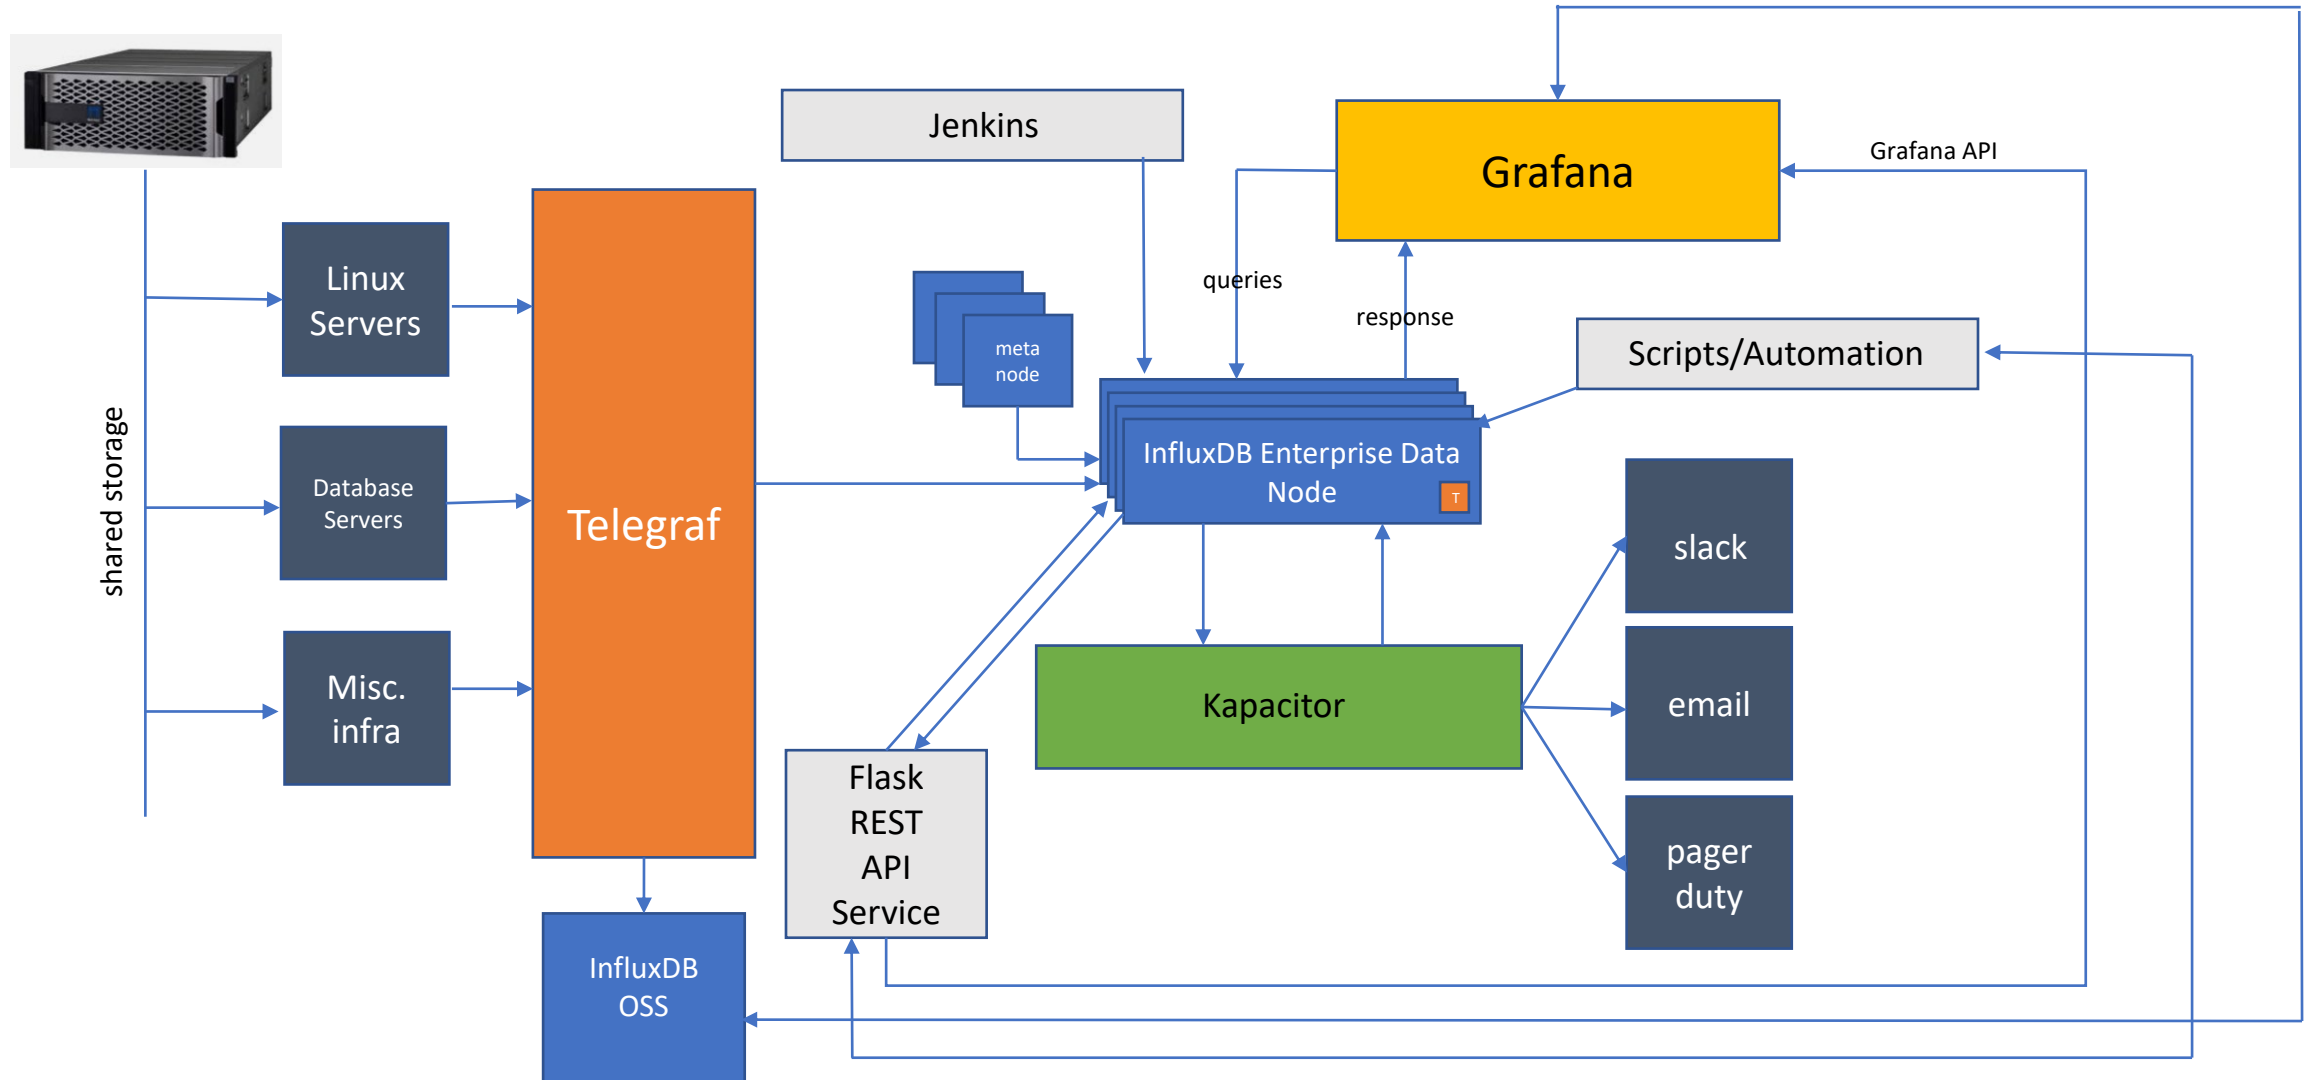 Jenkins
Grafana
Grafana API
Linux
Servers
queries
response
meta
node
Scripts/Automation
shared storage
Database
Servers
Telegraf
InfluxDB Enterprise Data
Node
T
slack
Misc.
infra
Kapacitor
email
Flask
REST
API
Service
pager
duty
InfluxDB
OSS